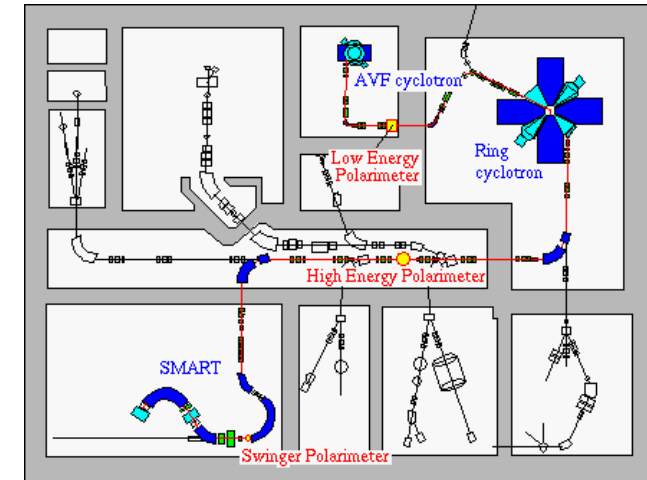 AVF cyclotron
Low Energy
Polarimeter
Ring
cyclotron
High Energy Polarimeter
SMART
Swinger Polarimeter